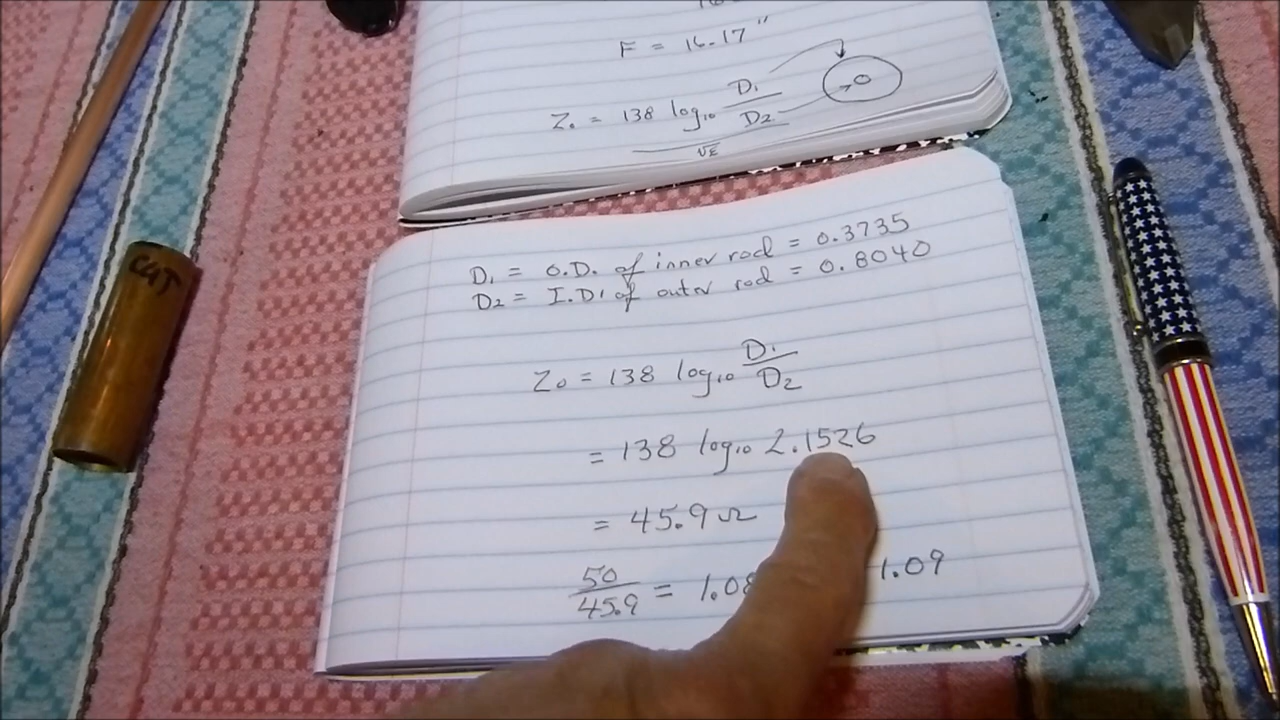 F = 16.17"
Z₀ = 138 log₁₀ D₁/D₂
√ε
D₁ = O.D. of inner rod = 0.3735
D₂ = I.D. of outer rod = 0.8040
Z₀ = 138 log₁₀ D₁/D₂
= 138 log₁₀ 2.1526
= 45.9 Ω
50/45.9 = 1.08 1.09